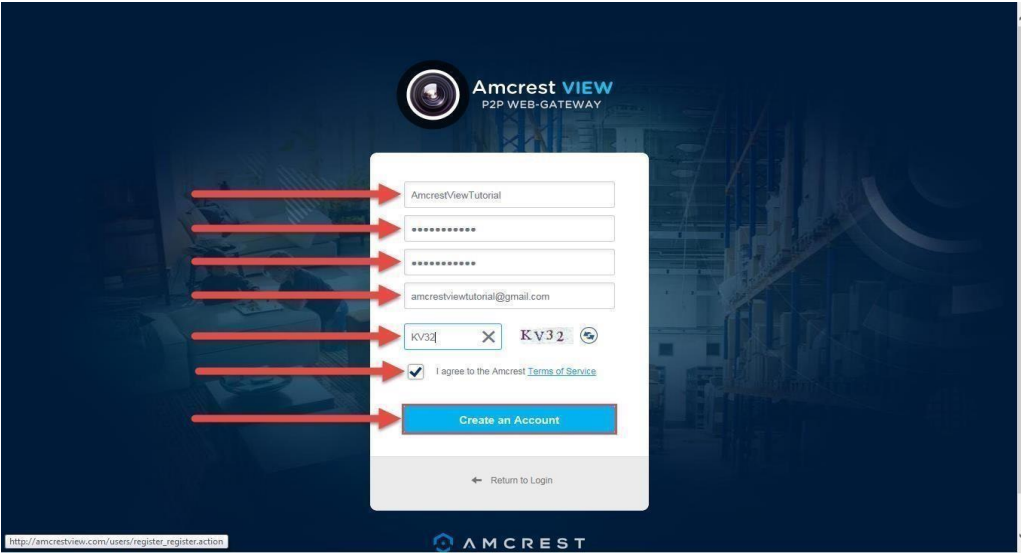 Amcrest VIEW
P2P WEB-GATEWAY
AmcrestViewTutorial
•••••••••••
•••••••••••
amcrestviewtutorial@gmail.com
KV32 KV32
I agree to the Amcrest Terms of Service
Create an Account
Return to Login
AMCREST
http://amcrestview.com/users/register_register.action